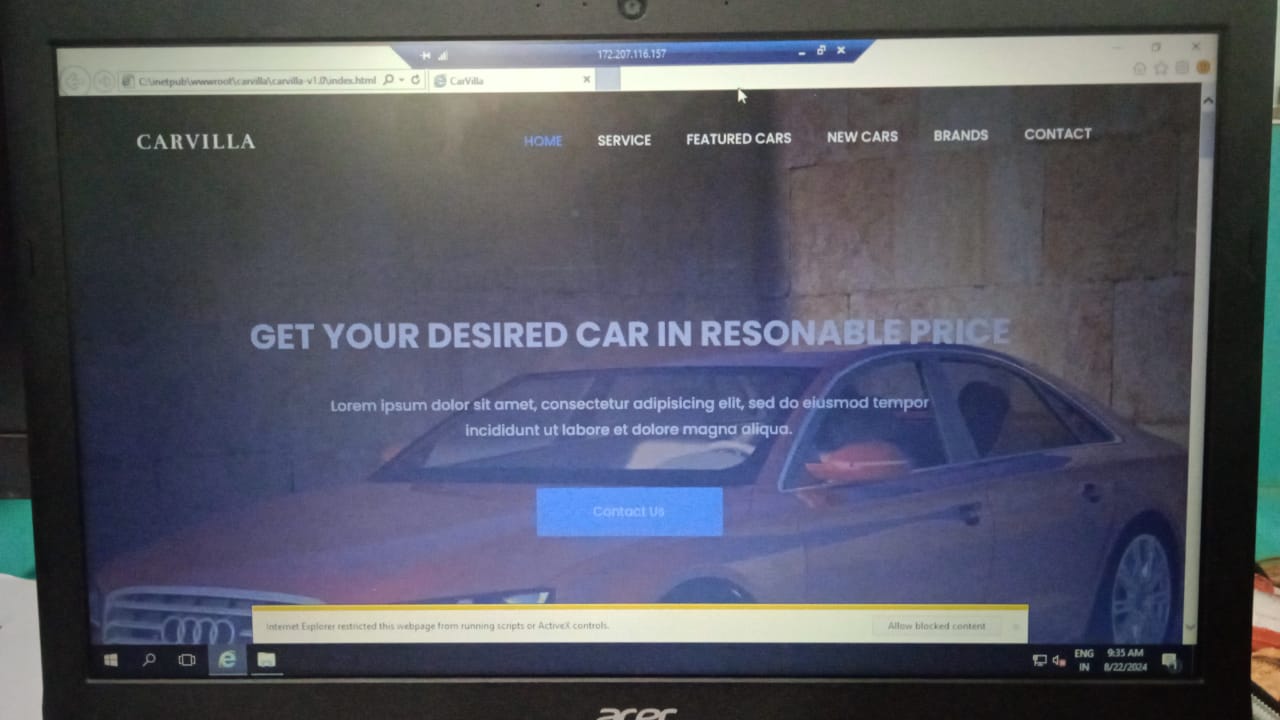 172.207.116.157
C:\inetpub\wwwroot\carvilla\carvilla-v1.0\index.html
CarVilla
CARVILLA
HOME SERVICE FEATURED CARS NEW CARS BRANDS CONTACT
GET YOUR DESIRED CAR IN RESONABLE PRICE
Lorem ipsum dolor sit amet, consectetur adipisicing elit, sed do eiusmod tempor
incididunt ut labore et dolore magna aliqua.
Contact Us
Internet Explorer restricted this webpage from running scripts or ActiveX controls.
Allow blocked content
ENG
IN
9:35 AM
8/22/2024
acer